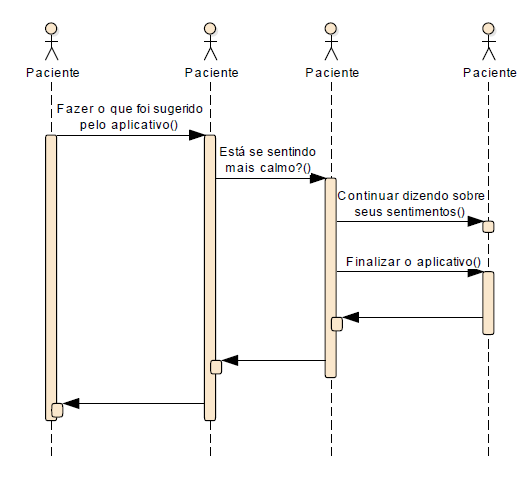 Paciente
Paciente
Paciente
Paciente
Fazer o que foi sugerido
pelo aplicativo()
Está se sentindo
mais calmo?()
Continuar dizendo sobre
seus sentimentos()
Finalizar o aplicativo()